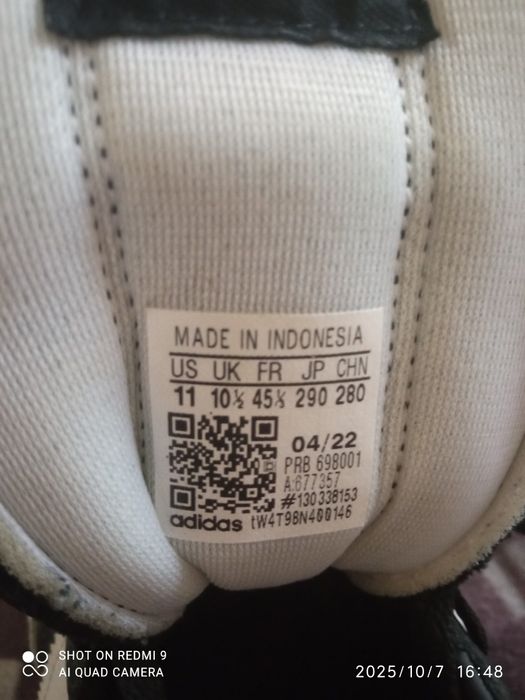 MADE IN INDONESIA
US UK FR JP CHN
11 10½ 45⅓ 290 280
04/22
PRB 698001
A:677357
#130338153
adidas tW4T98N400146
SHOT ON REDMI 9
AI QUAD CAMERA
2025/10/7 16:48